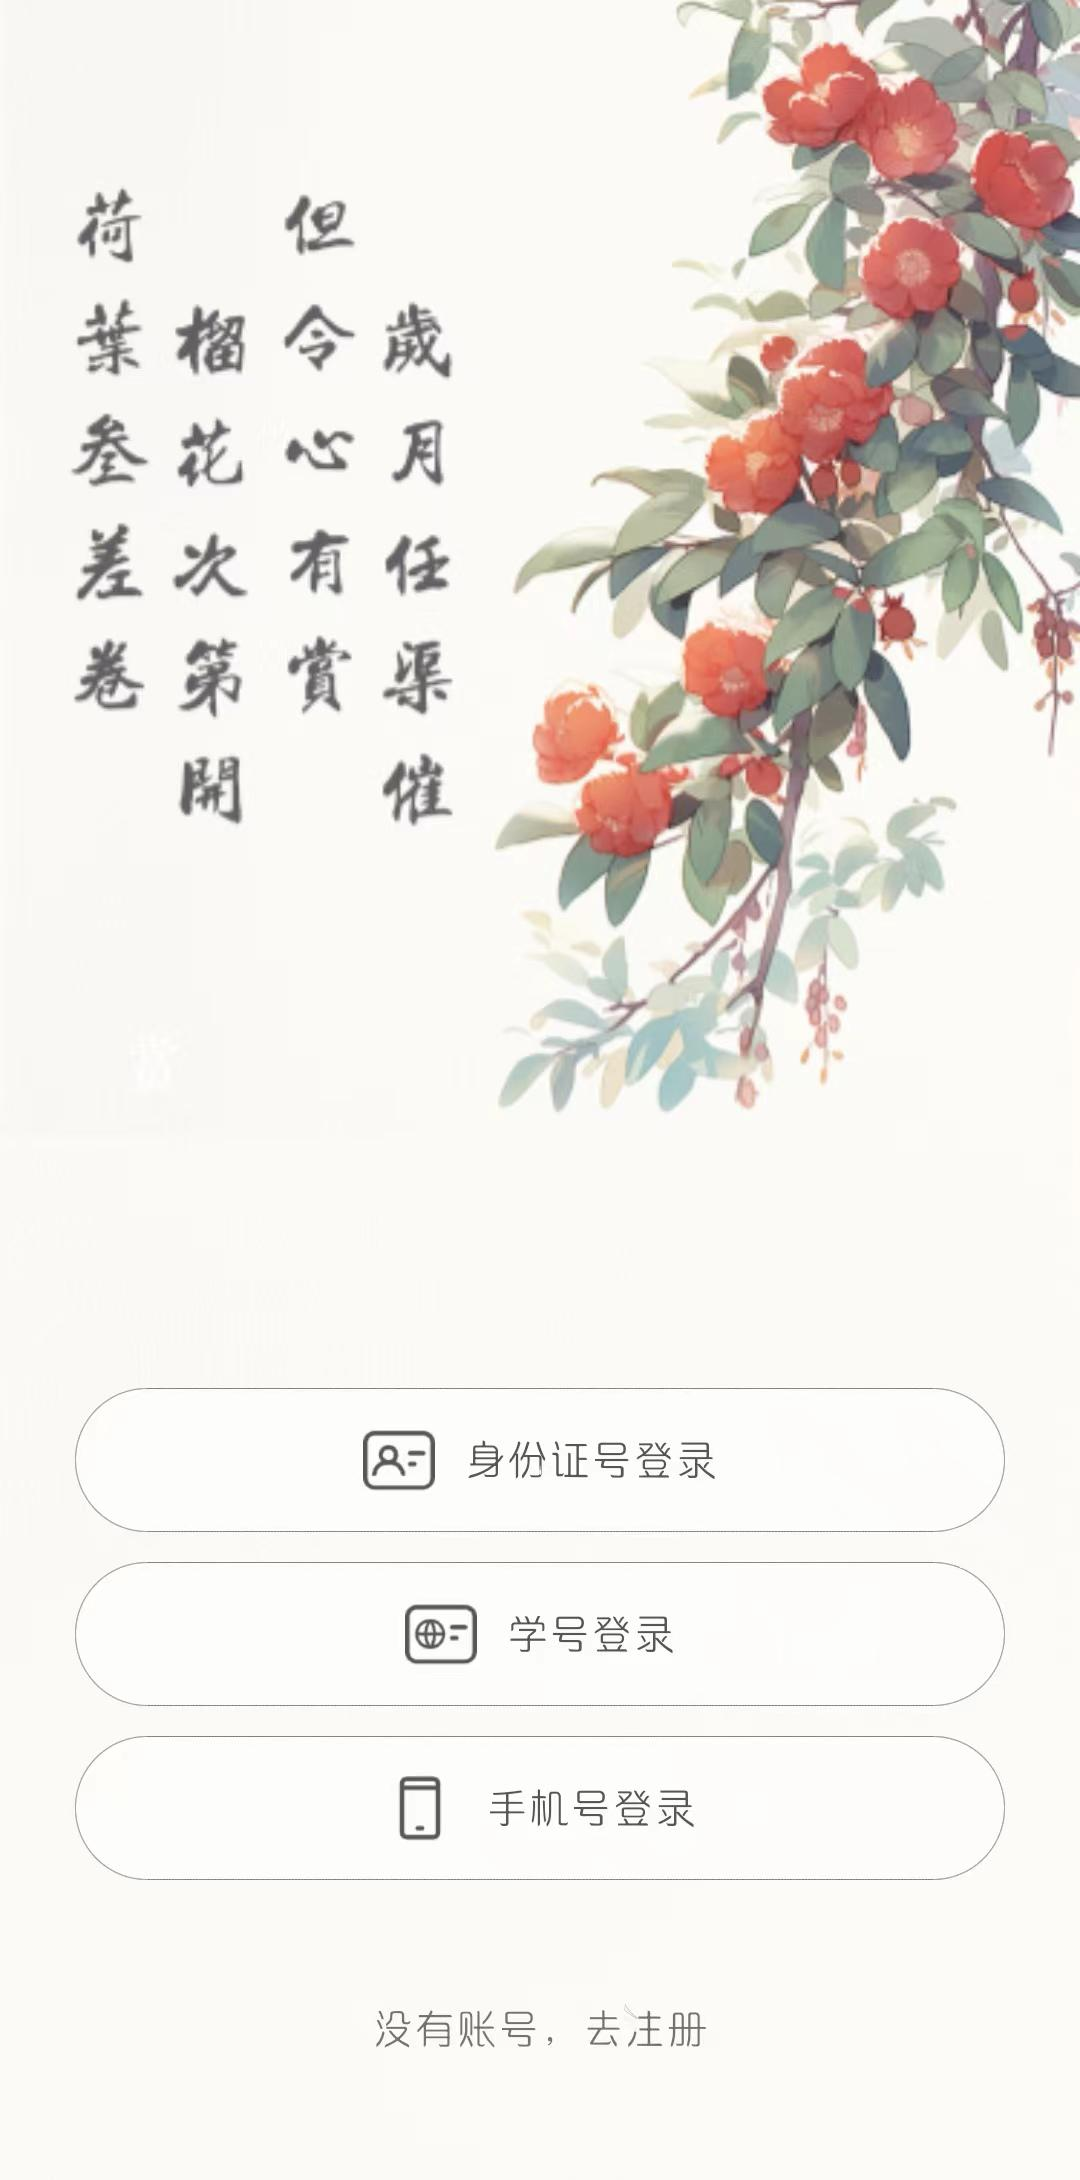 荷葉叁差卷
榴花次第開
但令心有賞
歲月任渠催
身份证号登录
学号登录
手机号登录
没有账号，去注册